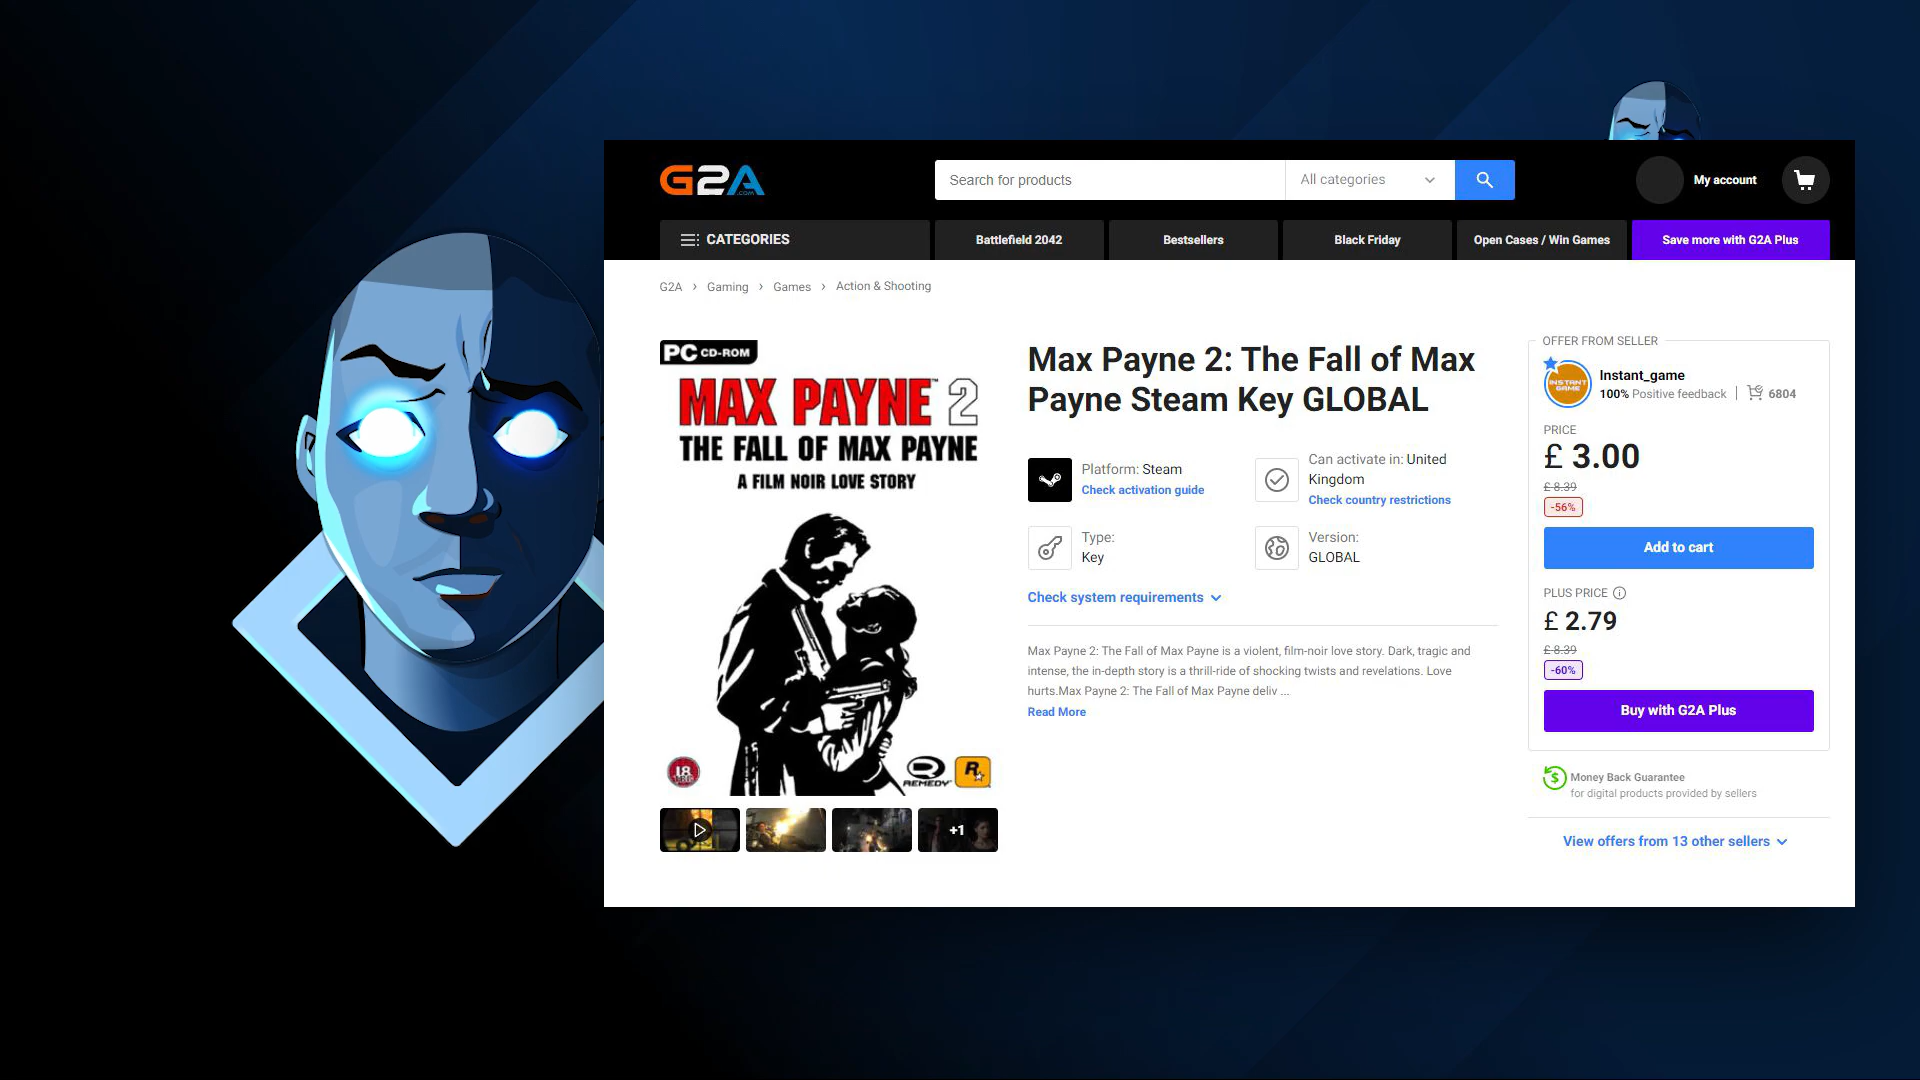 G2A.COM
Search for products
All categories
My account
CATEGORIES
Battlefield 2042
Bestsellers
Black Friday
Open Cases / Win Games
Save more with G2A Plus
G2A > Gaming > Games > Action & Shooting
PC CD-ROM
MAX PAYNE™ 2
THE FALL OF MAX PAYNE
A FILM NOIR LOVE STORY
18
REMEDY
R
+1
Max Payne 2: The Fall of Max
Payne Steam Key GLOBAL
Platform: Steam
Check activation guide
Can activate in: United
Kingdom
Check country restrictions
Type:
Key
Version:
GLOBAL
Check system requirements
Max Payne 2: The Fall of Max Payne is a violent, film-noir love story. Dark, tragic and
intense, the in-depth story is a thrill-ride of shocking twists and revelations. Love
hurts.Max Payne 2: The Fall of Max Payne deliv ...
Read More
OFFER FROM SELLER
INSTANT
GAME
Instant_game
100% Positive feedback | 6804
PRICE
£ 3.00
£ 8.39
-56%
Add to cart
PLUS PRICE
£ 2.79
£ 8.39
-60%
Buy with G2A Plus
Money Back Guarantee
for digital products provided by sellers
View offers from 13 other sellers